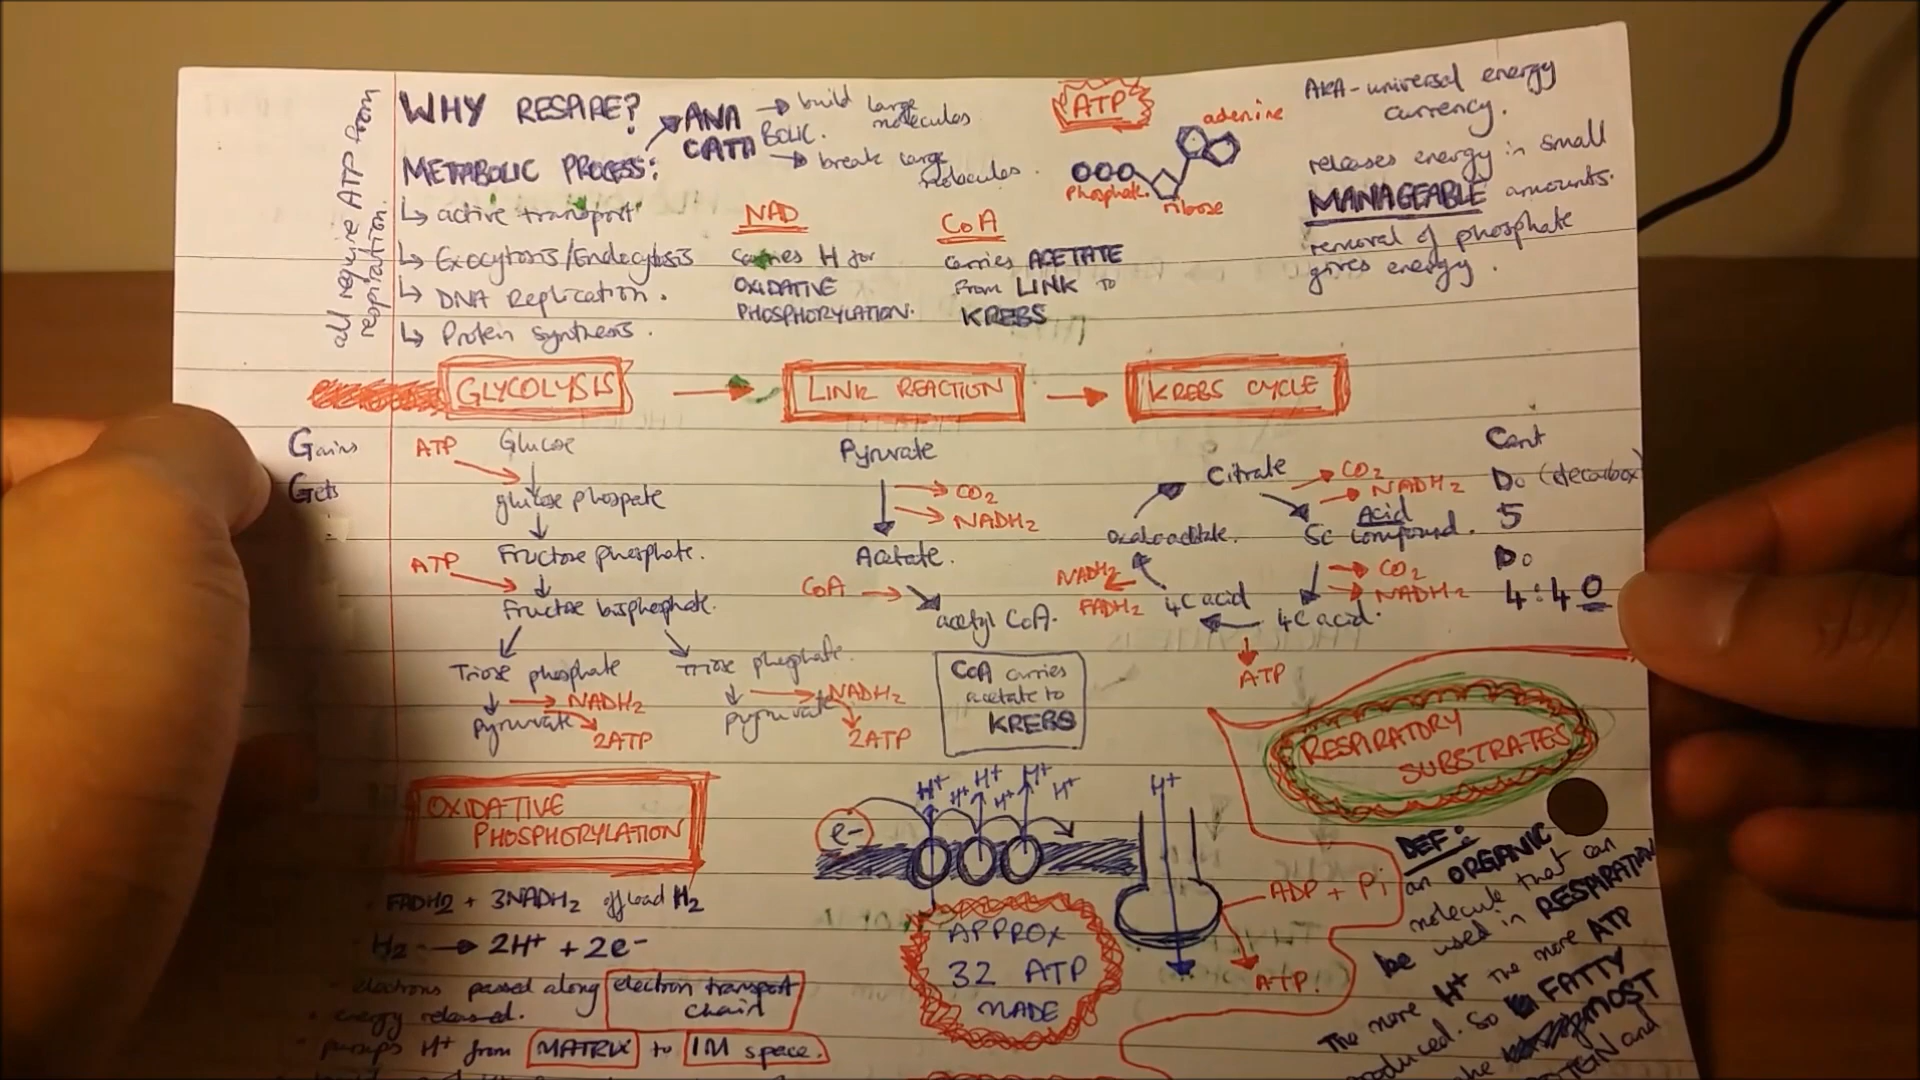 WHY RESPIRE?
METABOLIC PROCESS:
ANA
CATA
BOLIC.
build large
molecules
break large
molecules.
all require ATP from
respiration.
↳ active transport
↳ Exocytosis/Endocytosis
↳ DNA Replication.
↳ Protein synthesis.
NAD
carries H for
OXIDATIVE
PHOSPHORYLATION.
CoA
carries ACETATE
from LINK to
KREBS
ATP
adenine
Phosphate.
ribose
AKA - universal energy
currency.
releases energy in small
MANAGEABLE amounts.
removal of phosphate
gives energy.
GLYCOLYSIS
LINK REACTION
KREBS CYCLE
Gains
Gets
ATP
Glucose
glucose phospate
Fructose phosphate.
ATP
Fructose bisphosphate.
Triose phosphate
NADH2
pyruvate
2ATP
Triose phosphate.
NADH2
pyruvate
2ATP
Pyruvate
CO2
NADH2
Acetate.
CoA
acetyl CoA.
CoA carries
acetate to
KREBS
Citrate
CO2
NADH2
Acid
5C compound.
CO2
NADH2
4C acid.
ATP
4C acid
NADH2
FADH2
oxaloacetate.
Cant
Do (decarbox)
5
Do
4:40
OXIDATIVE
PHOSPHORYLATION
FADH2 + 3NADH2 offload H2
H2 → 2H+ + 2e-
electrons passed along electron transport
chain
energy released.
pumps H+ from MATRIX to IM space.
e-
H+ H+ H+
H+ H+ H+
H+
ADP + Pi
ATP.
APPROX
32 ATP
MADE
RESPIRATORY
SUBSTRATES
DEF:
an ORGANIC
molecule that can
be used in RESPIRATION
The more H+ the more ATP
produced. So FATTY
MOST
and